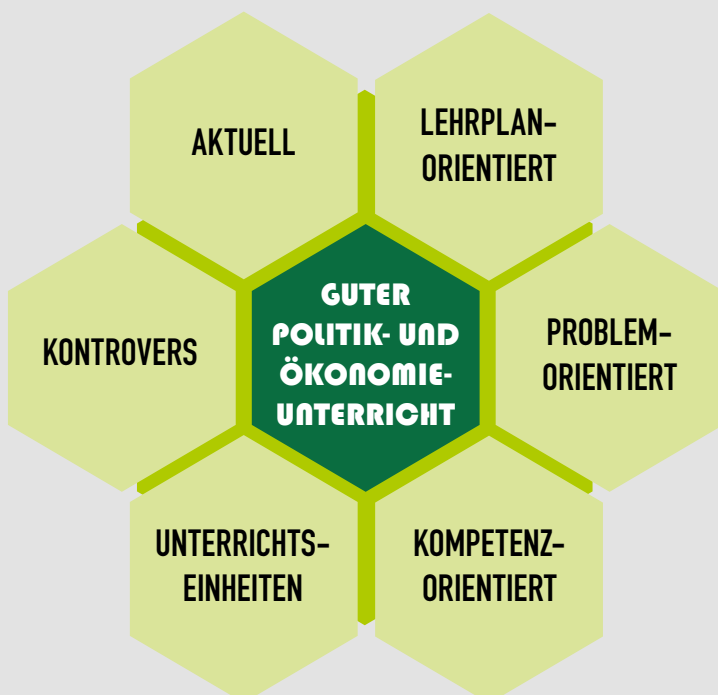 AKTUELL
LEHRPLAN-
ORIENTIERT
KONTROVERS
GUTER
POLITIK- UND
ÖKONOMIE-
UNTERRICHT
PROBLEM-
ORIENTIERT
UNTERRICHTS-
EINHEITEN
KOMPETENZ-
ORIENTIERT